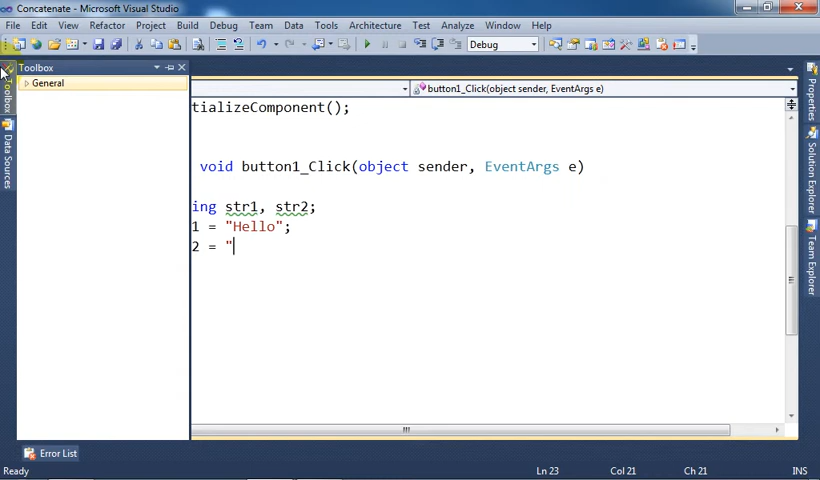 Concatenate - Microsoft Visual Studio
File Edit View Refactor Project Build Debug Team Data Tools Architecture Test Analyze Window Help
Debug
Toolbox
General
Toolbox
Data Sources
button1_Click(object sender, EventArgs e)
tializeComponent();
void button1_Click(object sender, EventArgs e)
ing str1, str2;
1 = "Hello";
2 = "
Properties
Solution Explorer
Team Explorer
Error List
Ready Ln 23 Col 21 Ch 21 INS